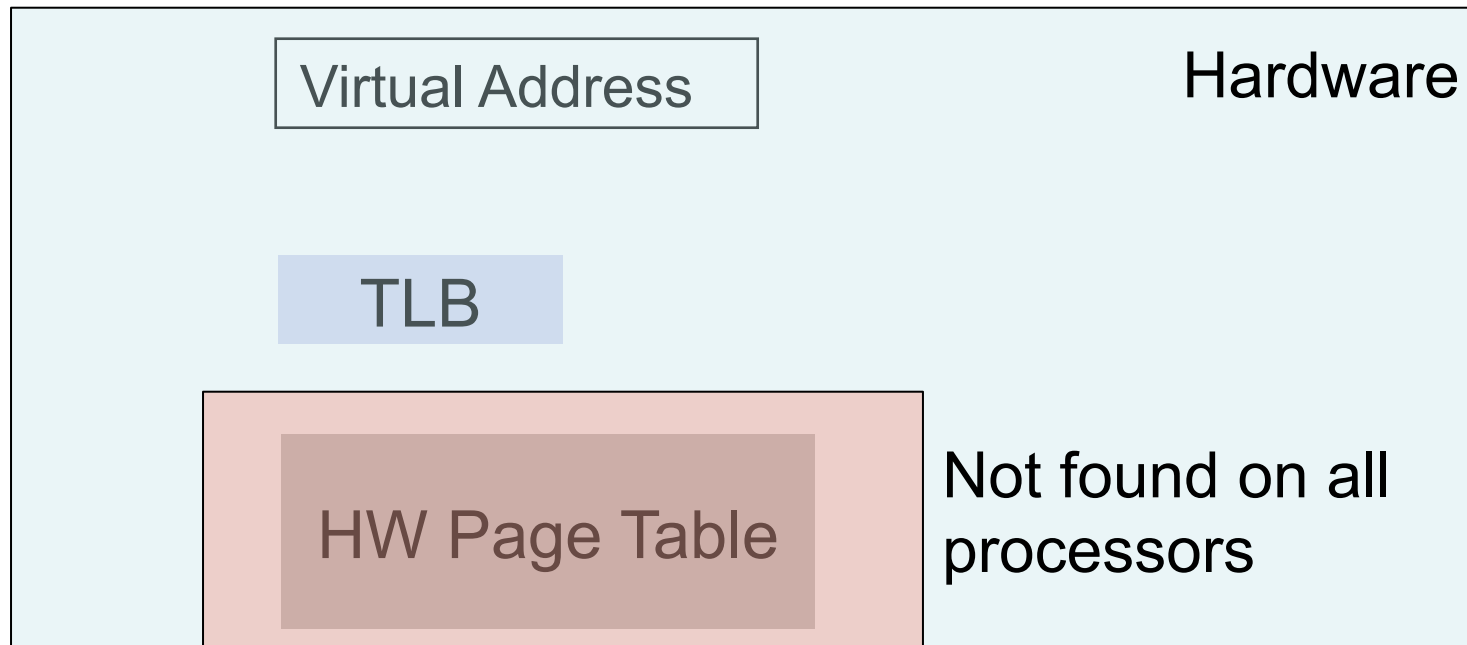 Virtual Address
Hardware
TLB
HW Page Table
Not found on all
processors